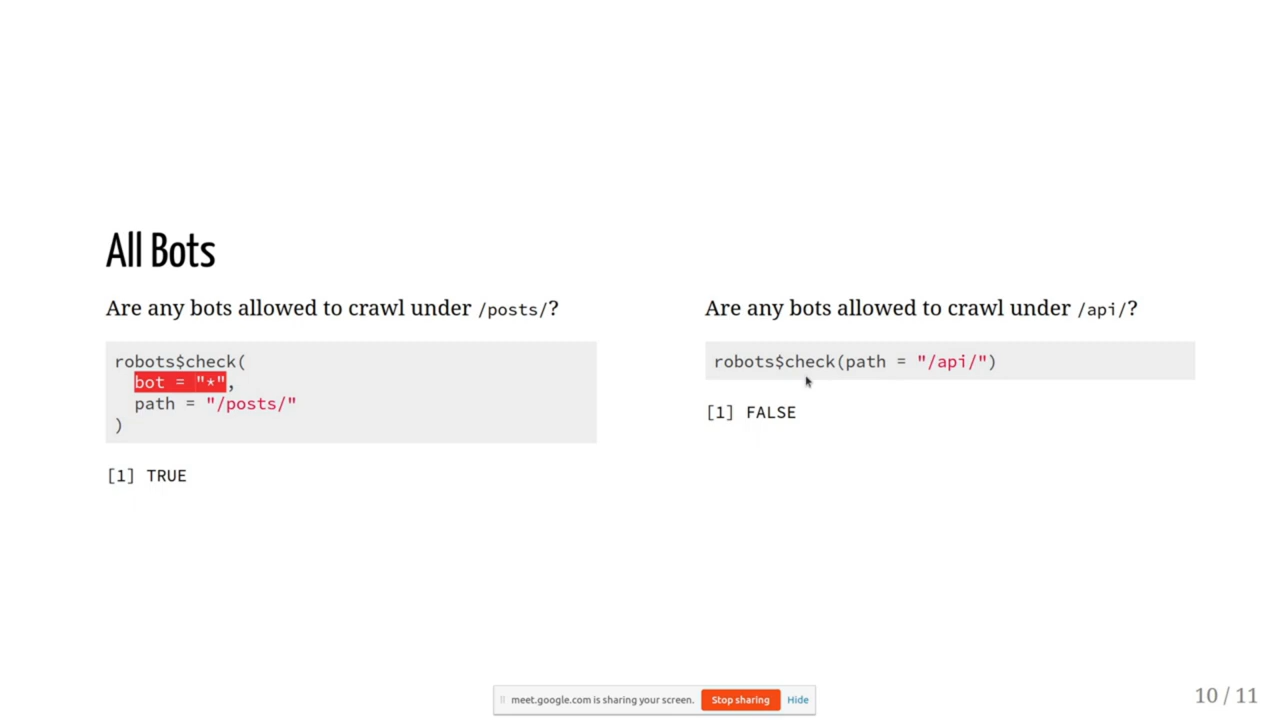 All Bots
Are any bots allowed to crawl under /posts/?
robots$check(
bot = "*",
path = "/posts/"
)
[1] TRUE
Are any bots allowed to crawl under /api/?
robots$check(path = "/api/")
[1] FALSE
meet.google.com is sharing your screen.
Stop sharing
Hide
10 / 11